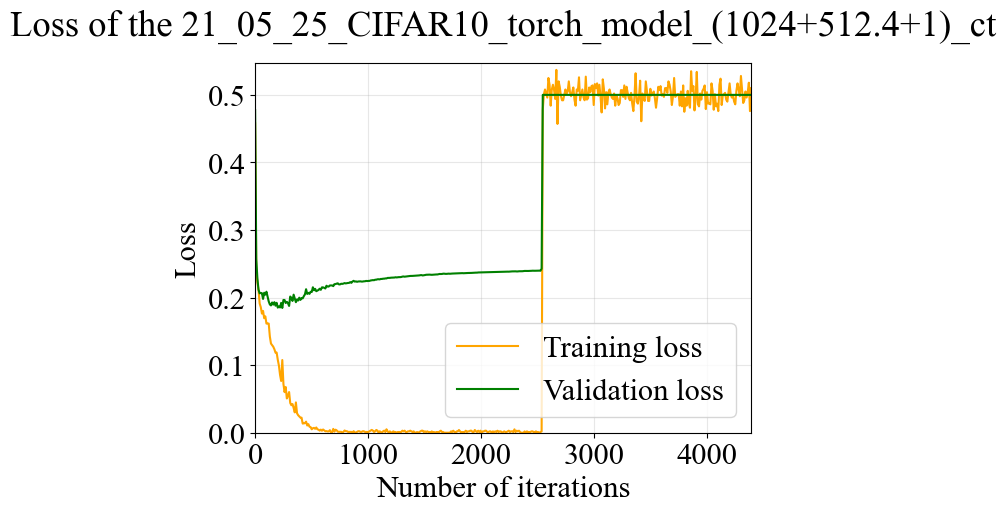 Loss of the 21_05_25_CIFAR10_torch_model_(1024+512.4+1)_ct
0.5
0.4
0.3
0.2
0.1
0.0
Loss
Training loss
Validation loss
0 1000 2000 3000 4000
Number of iterations